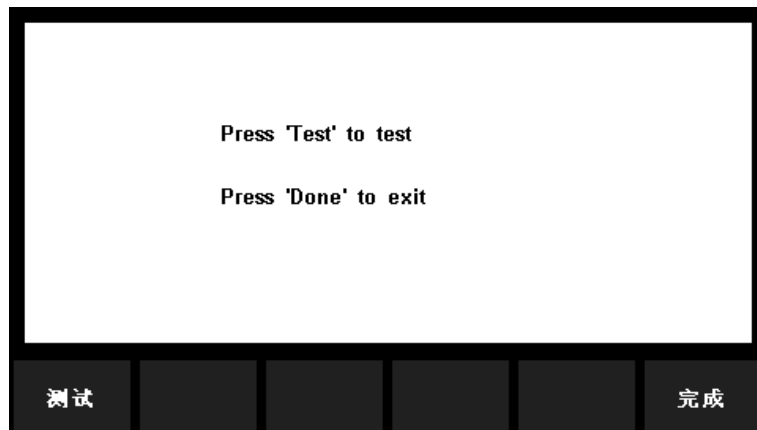 Press 'Test' to test
Press 'Done' to exit
测试
完成